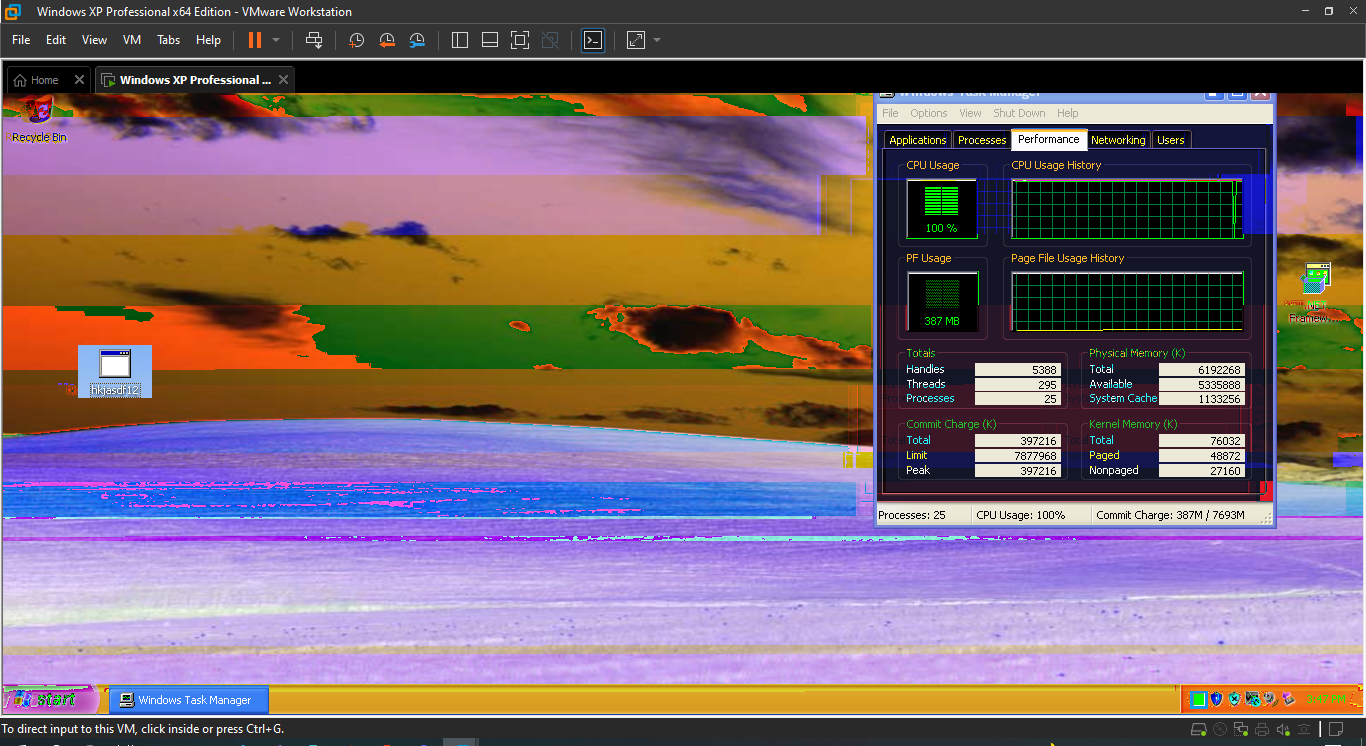 Windows XP Professional x64 Edition - VMware Workstation
File Edit View VM Tabs Help
Home
Windows XP Professional ...
Recycle Bin
Windows Task Manager
File Options View Shut Down Help
Applications Processes Performance Networking Users
CPU Usage CPU Usage History
100 %
PF Usage Page File Usage History
387 MB
Totals
Handles 5388
Threads 295
Processes 25
Physical Memory (K)
Total 6192268
Available 5335888
System Cache 1133256
Commit Charge (K)
Total 397216
Limit 7877968
Peak 397216
Kernel Memory (K)
Total 76032
Paged 48872
Nonpaged 27160
Processes: 25 CPU Usage: 100% Commit Charge: 387M / 7693M
.NET
Framew...
hkjasdf12
start
Windows Task Manager
To direct input to this VM, click inside or press Ctrl+G.